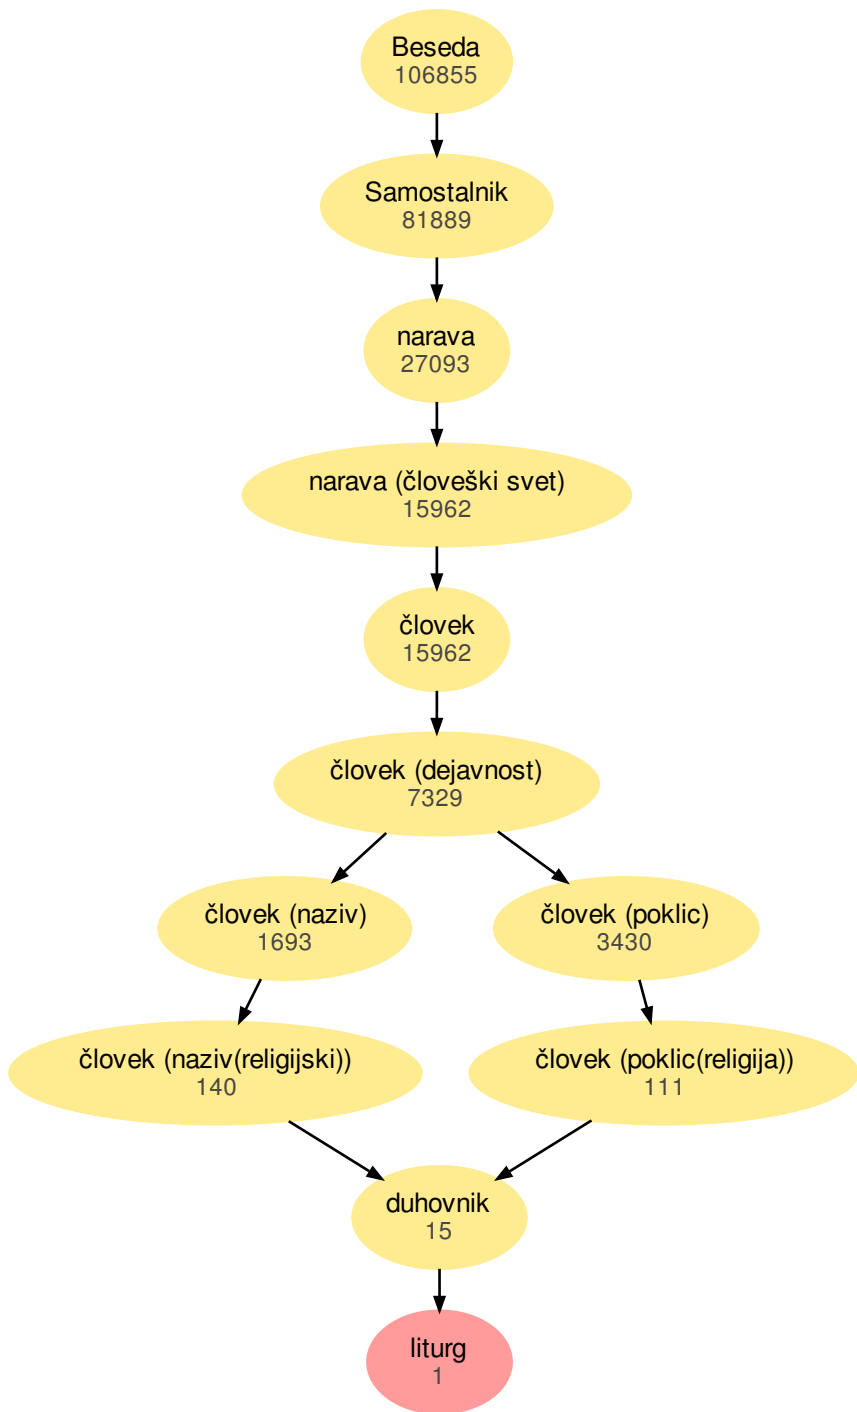 Beseda
106855
Samostalnik
81889
narava
27093
narava (človeški svet)
15962
človek
15962
človek (dejavnost)
7329
človek (naziv)
1693
človek (poklic)
3430
človek (naziv(religijski))
140
človek (poklic(religija))
111
duhovnik
15
liturg
1